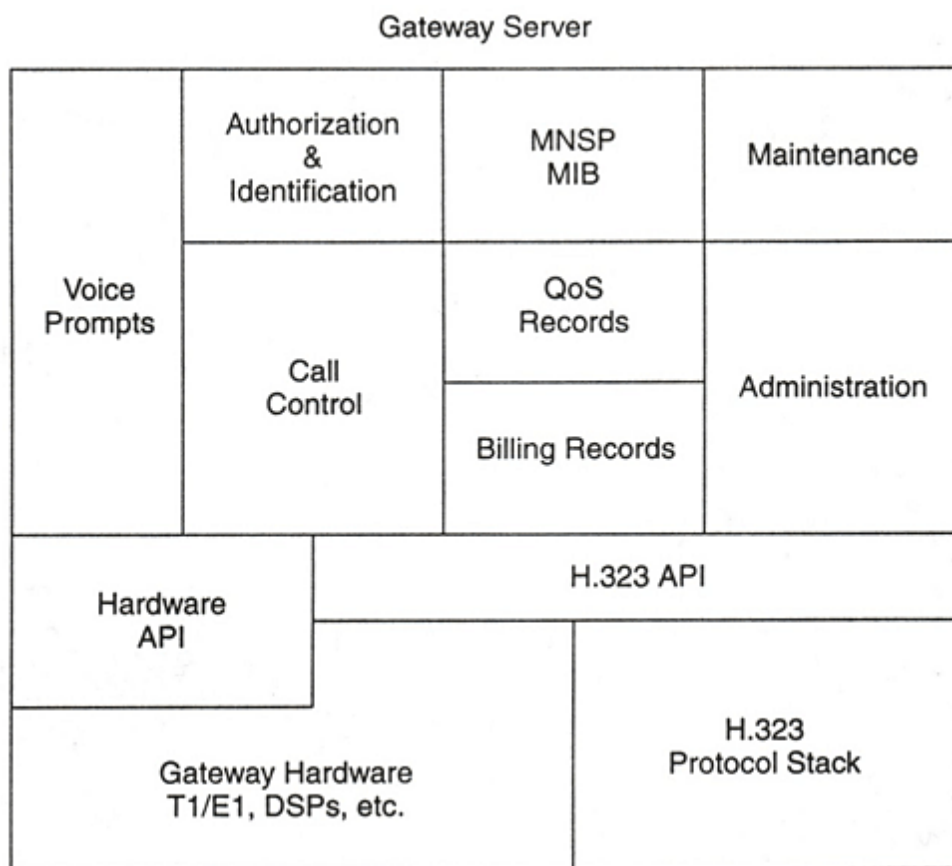 Gateway Server
Voice
Prompts
Authorization
&
Identification
MNSP
MIB
Maintenance
Call
Control
QoS
Records
Billing Records
Administration
Hardware
API
H.323 API
Gateway Hardware
T1/E1, DSPs, etc.
H.323
Protocol Stack